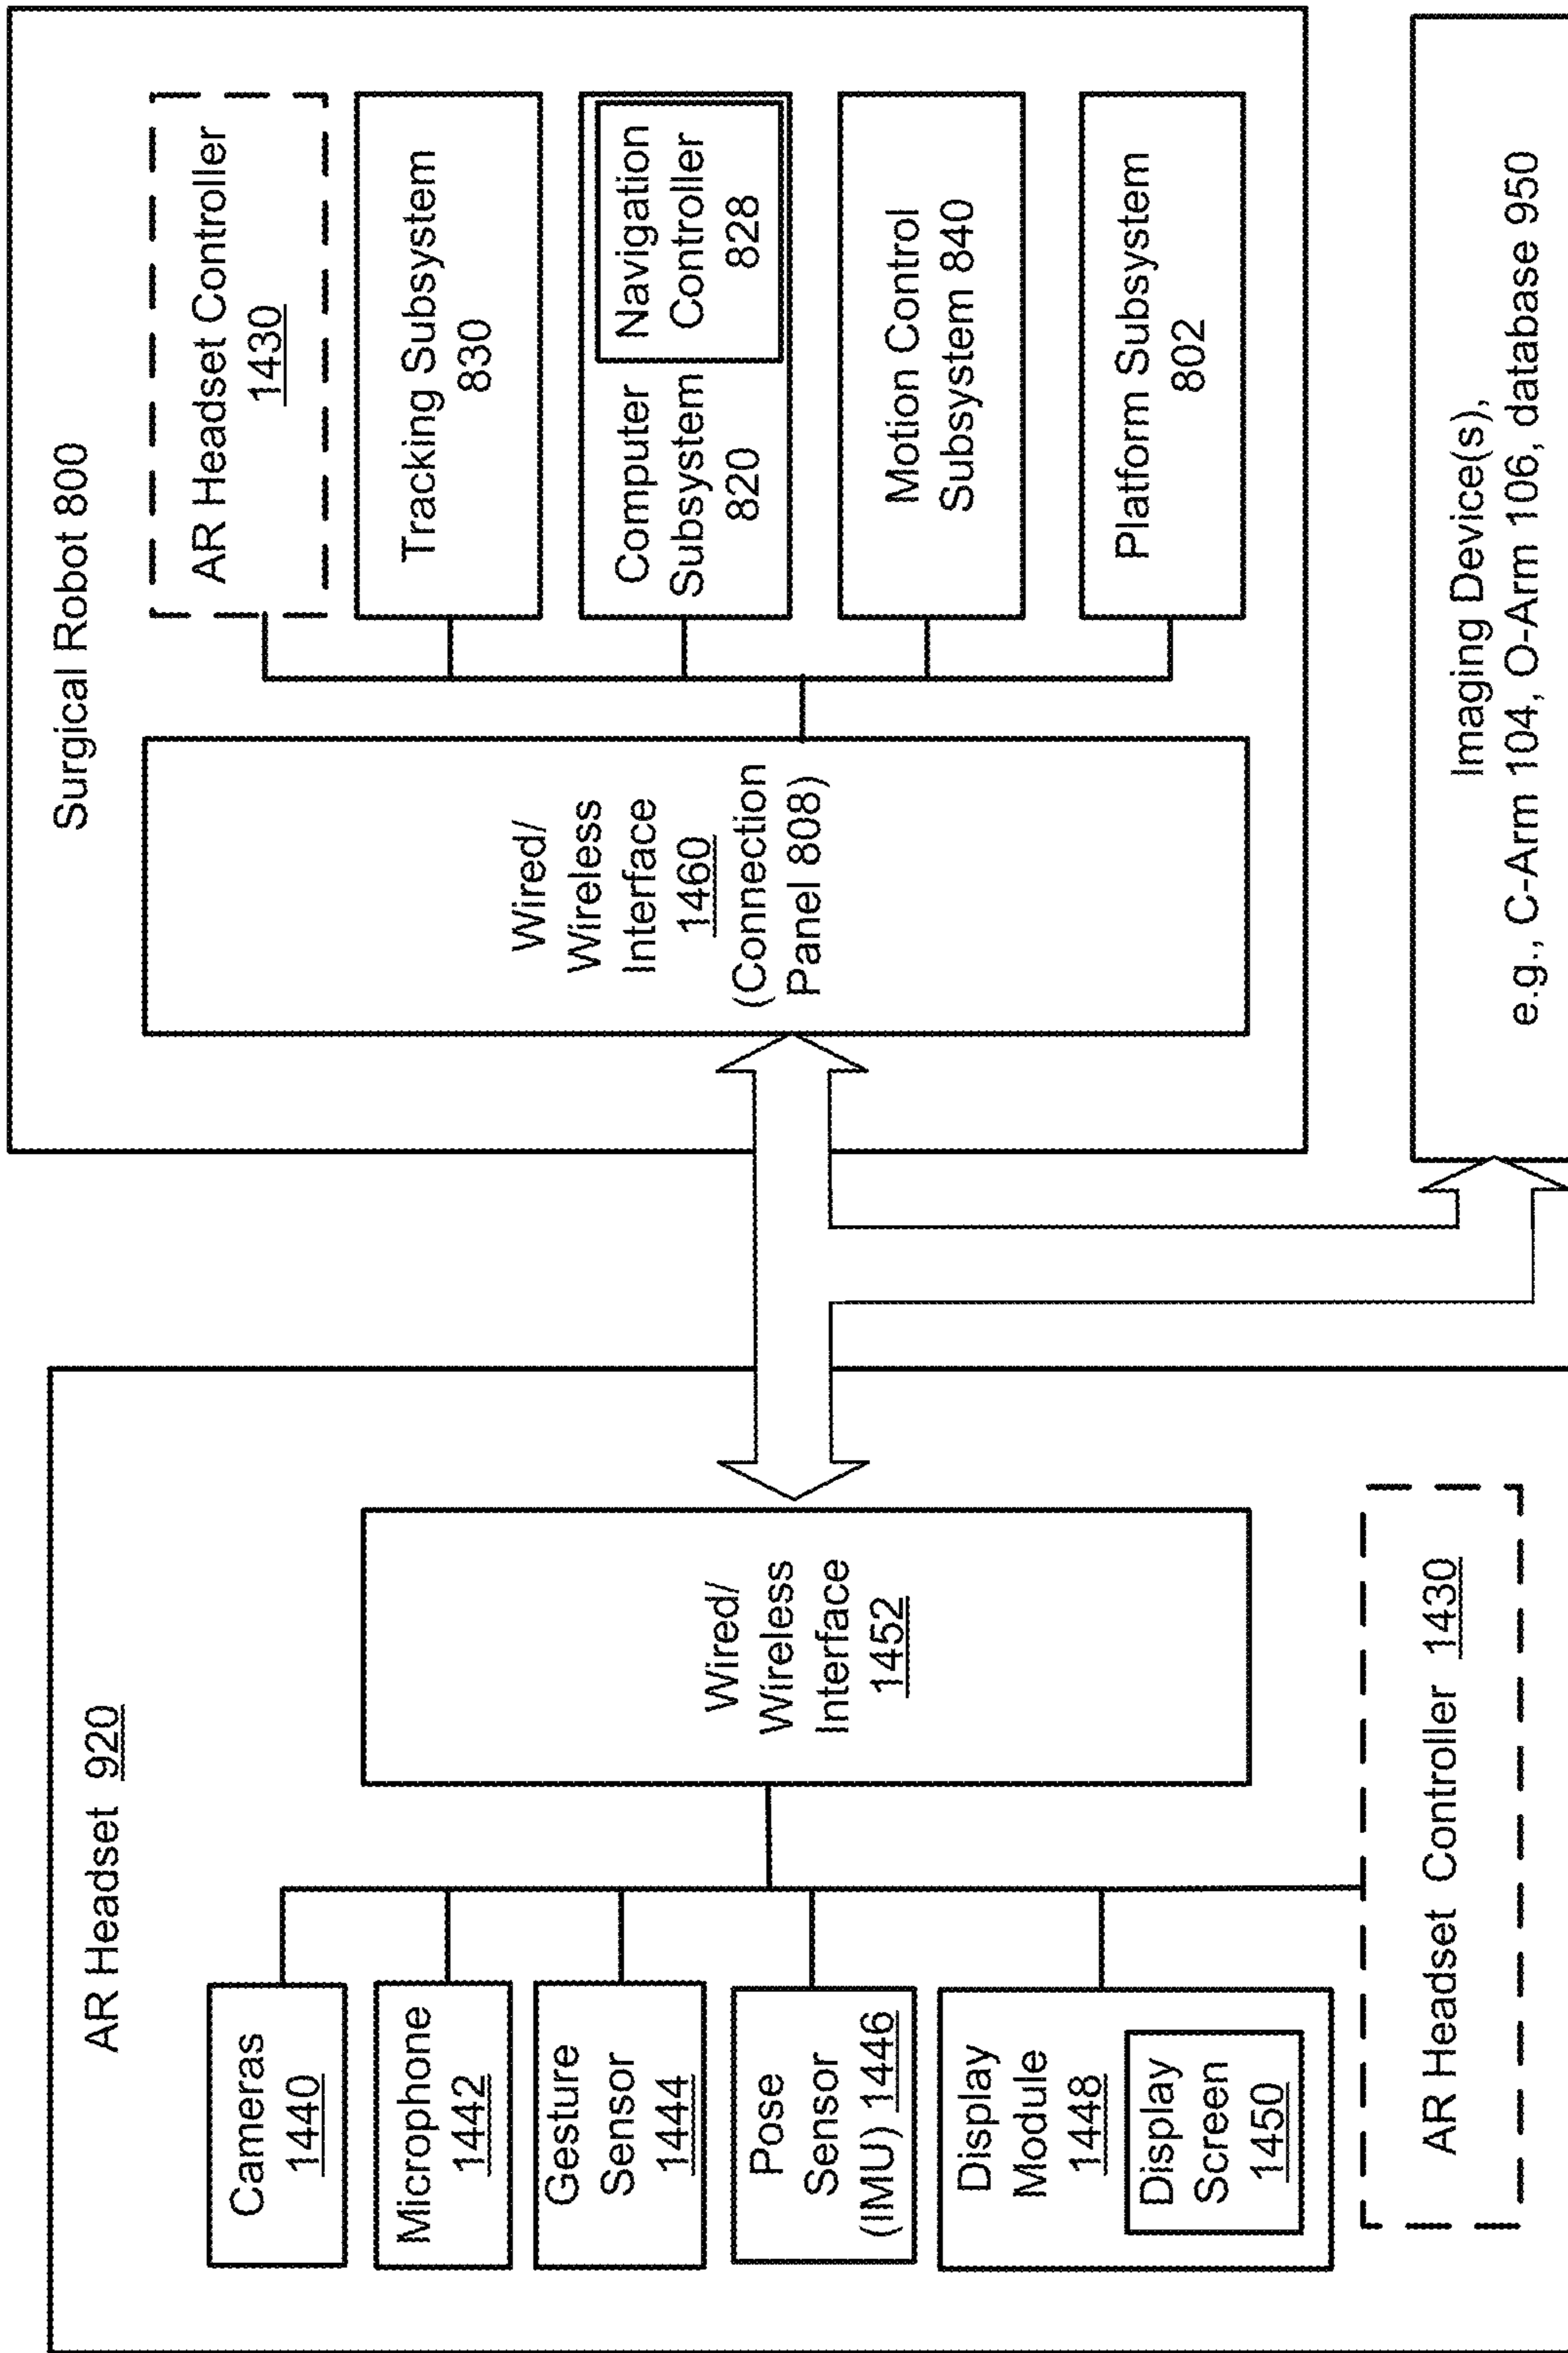 AR Headset 920
Cameras
1440
Microphone
1442
Gesture
Sensor
1444
Pose
Sensor
(IMU) 1446
Display
Module
1448
Display
Screen
1450
Wired/
Wireless
Interface
1452
AR Headset Controller 1430
Surgical Robot 800
Wired/
Wireless
Interface
1460
(Connection
Panel 808)
AR Headset Controller
1430
Tracking Subsystem
830
Computer
Subsystem
820
Navigation
Controller
828
Motion Control
Subsystem 840
Platform Subsystem
802
Imaging Device(s),
e.g., C-Arm 104, O-Arm 106, database 950